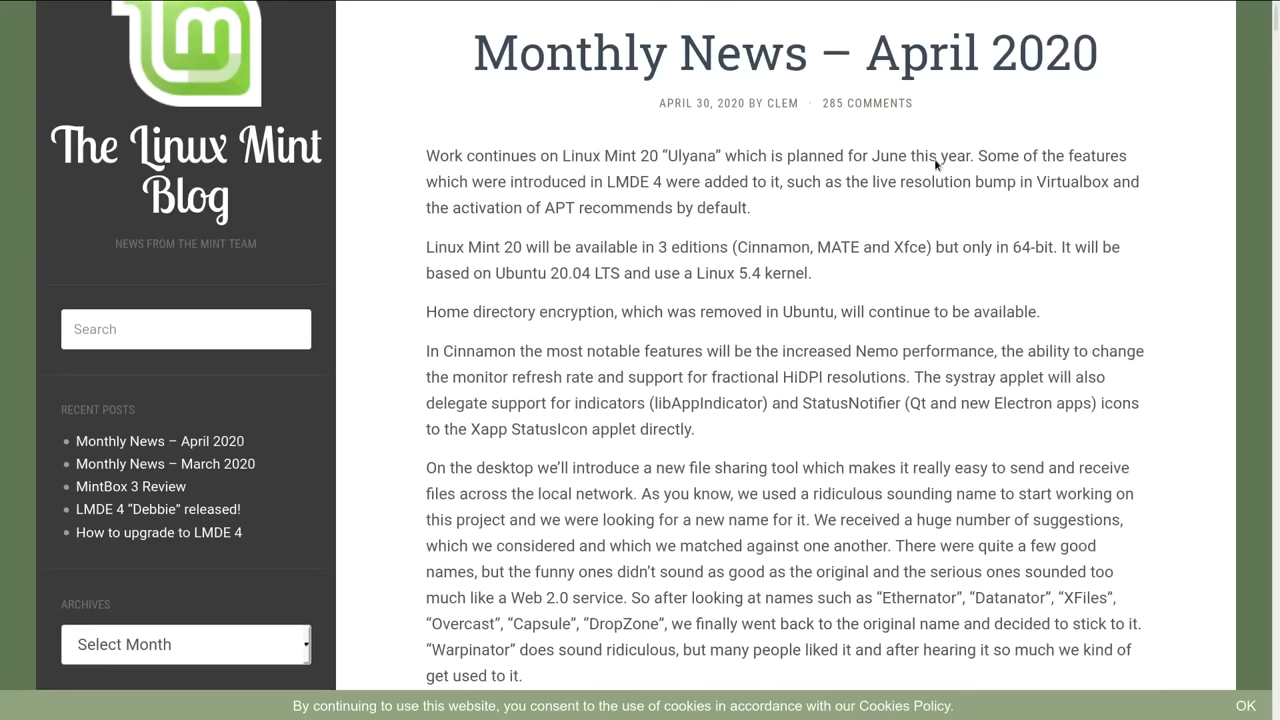 The Linux Mint
Blog
NEWS FROM THE MINT TEAM
Search
RECENT POSTS
Monthly News – April 2020
Monthly News – March 2020
MintBox 3 Review
LMDE 4 “Debbie” released!
How to upgrade to LMDE 4
ARCHIVES
Select Month
Monthly News – April 2020
APRIL 30, 2020 BY CLEM · 285 COMMENTS
Work continues on Linux Mint 20 “Ulyana” which is planned for June this year. Some of the features
which were introduced in LMDE 4 were added to it, such as the live resolution bump in Virtualbox and
the activation of APT recommends by default.
Linux Mint 20 will be available in 3 editions (Cinnamon, MATE and Xfce) but only in 64-bit. It will be
based on Ubuntu 20.04 LTS and use a Linux 5.4 kernel.
Home directory encryption, which was removed in Ubuntu, will continue to be available.
In Cinnamon the most notable features will be the increased Nemo performance, the ability to change
the monitor refresh rate and support for fractional HiDPI resolutions. The systray applet will also
delegate support for indicators (libAppIndicator) and StatusNotifier (Qt and new Electron apps) icons
to the Xapp StatusIcon applet directly.
On the desktop we’ll introduce a new file sharing tool which makes it really easy to send and receive
files across the local network. As you know, we used a ridiculous sounding name to start working on
this project and we were looking for a new name for it. We received a huge number of suggestions,
which we considered and which we matched against one another. There were quite a few good
names, but the funny ones didn’t sound as good as the original and the serious ones sounded too
much like a Web 2.0 service. So after looking at names such as “Ethernator”, “Datanator”, “XFiles”,
“Overcast”, “Capsule”, “DropZone”, we finally went back to the original name and decided to stick to it.
“Warpinator” does sound ridiculous, but many people liked it and after hearing it so much we kind of
get used to it.
By continuing to use this website, you consent to the use of cookies in accordance with our Cookies Policy.
OK